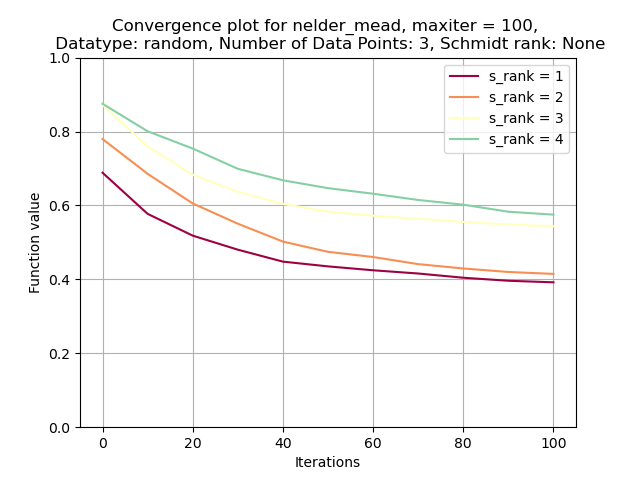 Convergence plot for nelder_mead, maxiter = 100,
Datatype: random, Number of Data Points: 3, Schmidt rank: None
1.0
0.8
0.6
0.4
0.2
0.0
Function value
s_rank = 1
s_rank = 2
s_rank = 3
s_rank = 4
0 20 40 60 80 100
Iterations